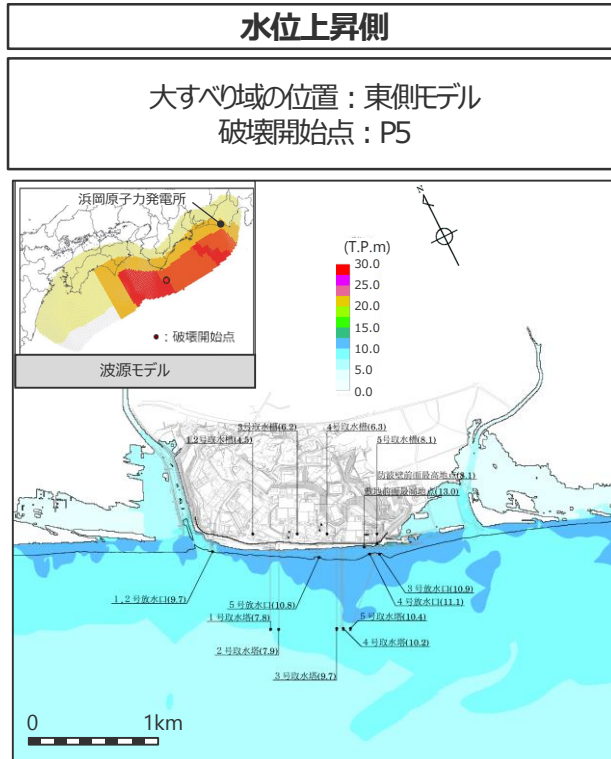 水位上昇側
大すべり域の位置：東側モデル
破壊開始点：P5
浜岡原子力発電所
●：破壊開始点
波源モデル
N
(T.P.m)
30.0
25.0
20.0
15.0
10.0
5.0
0.0
3号取水槽(6.2)
4号取水槽(6.3)
1,2号取水槽(4.5)
5号取水槽(8.1)
防波壁前面最高地点(8.1)
敷地前面最高地点(13.0)
1,2号放水口(9.7)
3号放水口(10.9)
5号放水口(10.8)
4号放水口(11.1)
1号取水塔(7.8)
5号取水塔(10.4)
4号取水塔(10.2)
2号取水塔(7.9)
3号取水塔(9.7)
0 1km